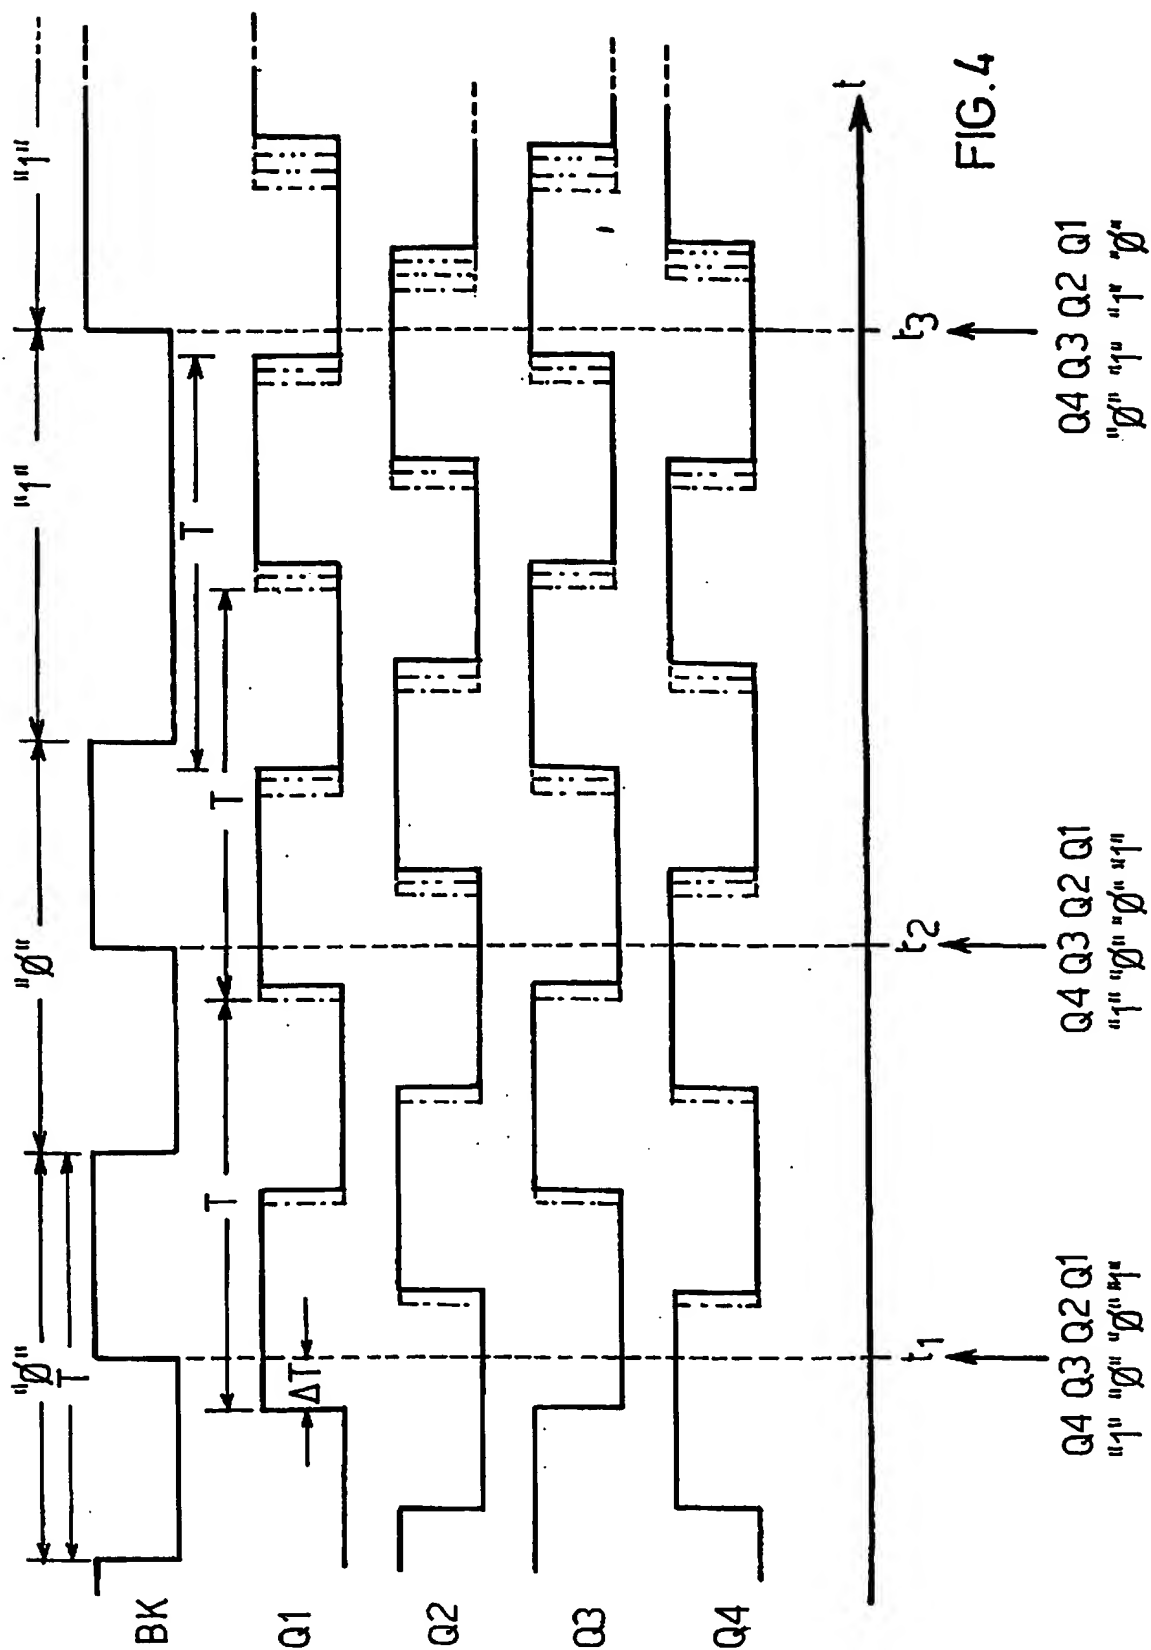 "Ø" "Ø" "1" "1"
T
BK
T T T
Q1
ΔT
Q2
Q3
Q4
t
t1 t2 t3
Q4 Q3 Q2 Q1
"1" "Ø" "Ø" "1"
Q4 Q3 Q2 Q1
"1" "Ø" "Ø" "1"
Q4 Q3 Q2 Q1
"Ø" "1" "1" "Ø"
FIG.4